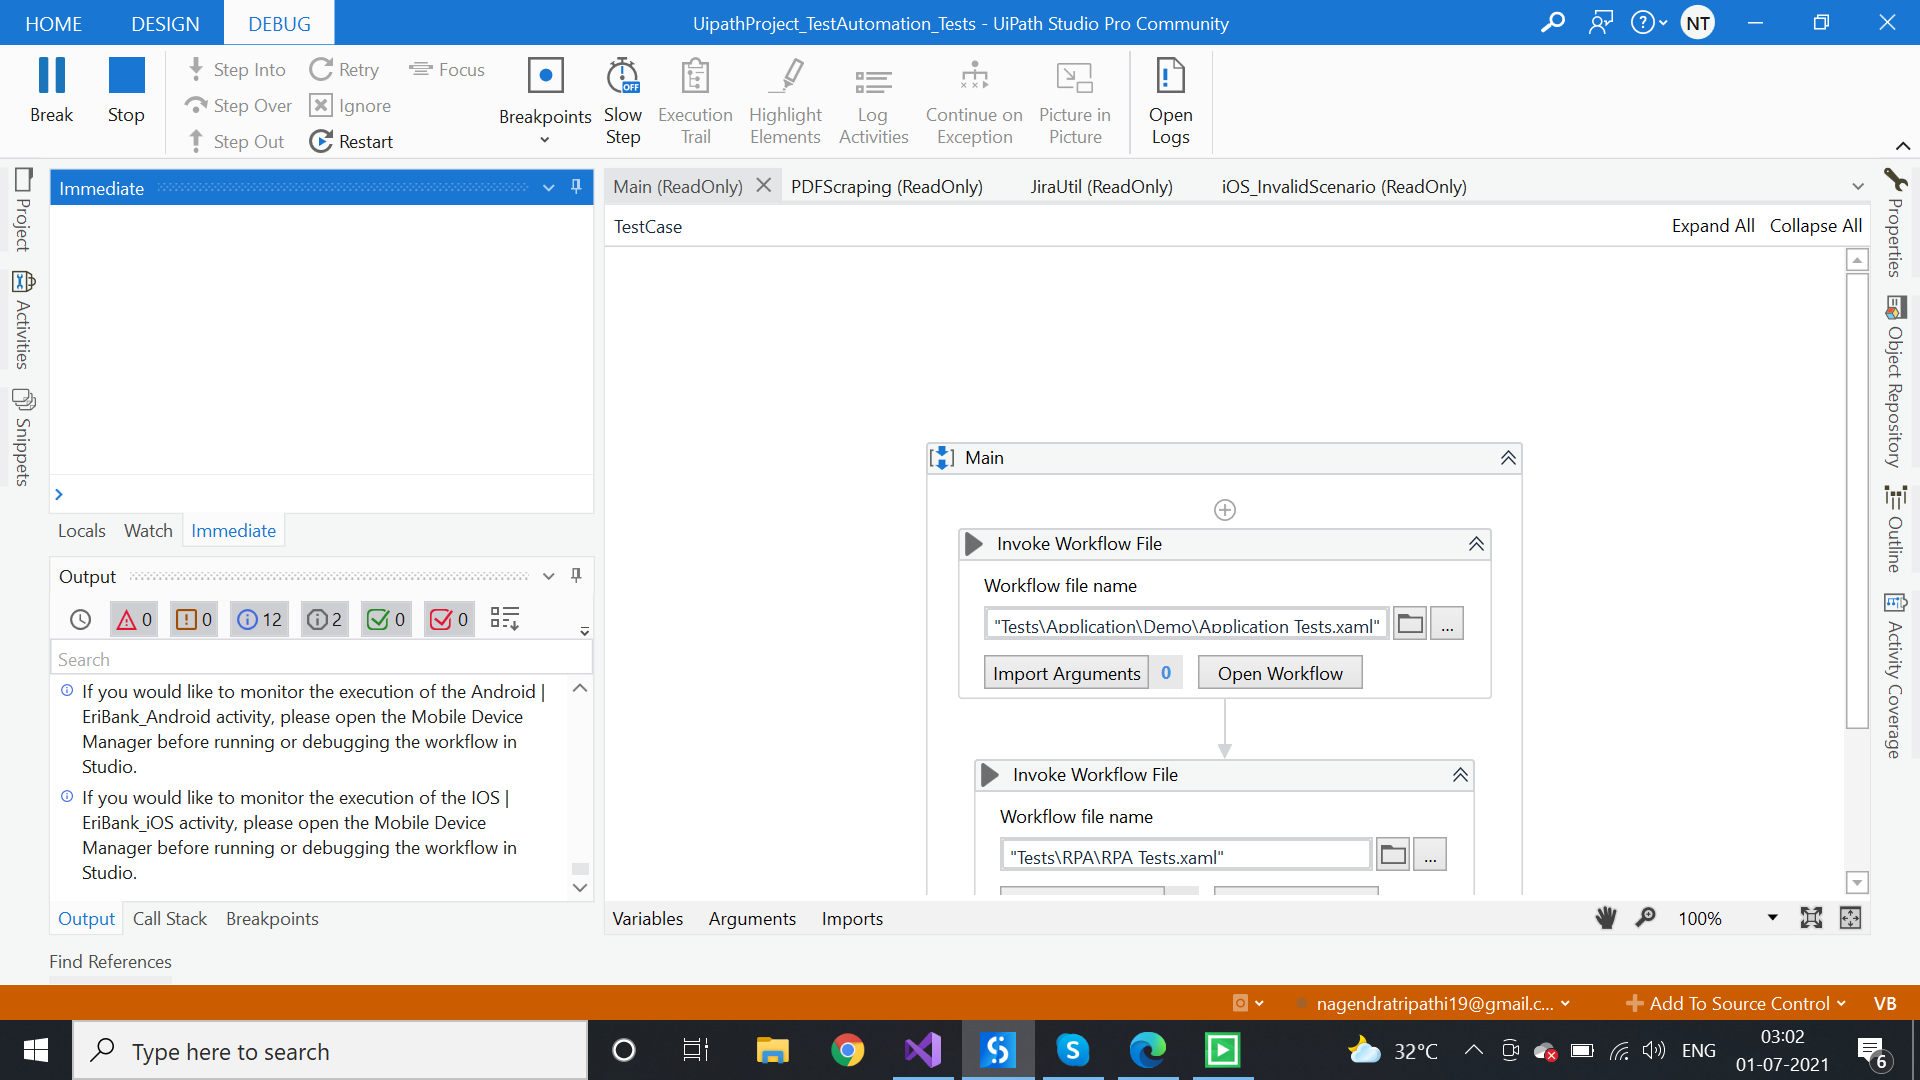 HOME DESIGN DEBUG UipathProject_TestAutomation_Tests - UiPath Studio Pro Community NT
Break Stop
Step Into Retry Focus
Step Over Ignore
Step Out Restart
Breakpoints
Slow Step OFF
Execution Trail
Highlight Elements
Log Activities
Continue on Exception
Picture in Picture
Open Logs
Project
Activities
Snippets
Immediate
Locals Watch Immediate
Output
0 0 12 2 0 0
Search
If you would like to monitor the execution of the Android |
EriBank_Android activity, please open the Mobile Device
Manager before running or debugging the workflow in
Studio.
If you would like to monitor the execution of the IOS |
EriBank_iOS activity, please open the Mobile Device
Manager before running or debugging the workflow in
Studio.
Output Call Stack Breakpoints
Find References
Main (ReadOnly) PDFScraping (ReadOnly) JiraUtil (ReadOnly) iOS_InvalidScenario (ReadOnly)
TestCase Expand All Collapse All
Main
Invoke Workflow File
Workflow file name
"Tests\Application\Demo\Application Tests.xaml" ...
Import Arguments 0 Open Workflow
Invoke Workflow File
Workflow file name
"Tests\RPA\RPA Tests.xaml" ...
Variables Arguments Imports 100%
Properties
Object Repository
Outline
Activity Coverage
nagendratripathi19@gmail.c... Add To Source Control VB
Type here to search
32°C ENG
03:02
01-07-2021
6